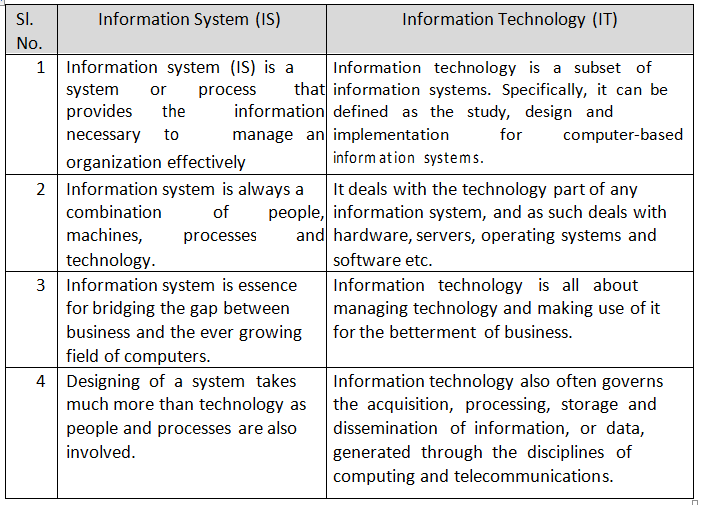 Sl. No.
Information System (IS)
Information Technology (IT)
1
Information system (IS) is a
system or process that
provides the information
necessary to manage an
organization effectively
Information technology is a subset of
information systems. Specifically, it can be
defined as the study, design and
implementation for computer-based
information systems.
2
Information system is always a
combination of people,
machines, processes and
technology.
It deals with the technology part of any
information system, and as such deals with
hardware, servers, operating systems and
software etc.
3
Information system is essence
for bridging the gap between
business and the ever growing
field of computers.
Information technology is all about
managing technology and making use of it
for the betterment of business.
4
Designing of a system takes
much more than technology as
people and processes are also
involved.
Information technology also often governs
the acquisition, processing, storage and
dissemination of information, or data,
generated through the disciplines of
computing and telecommunications.